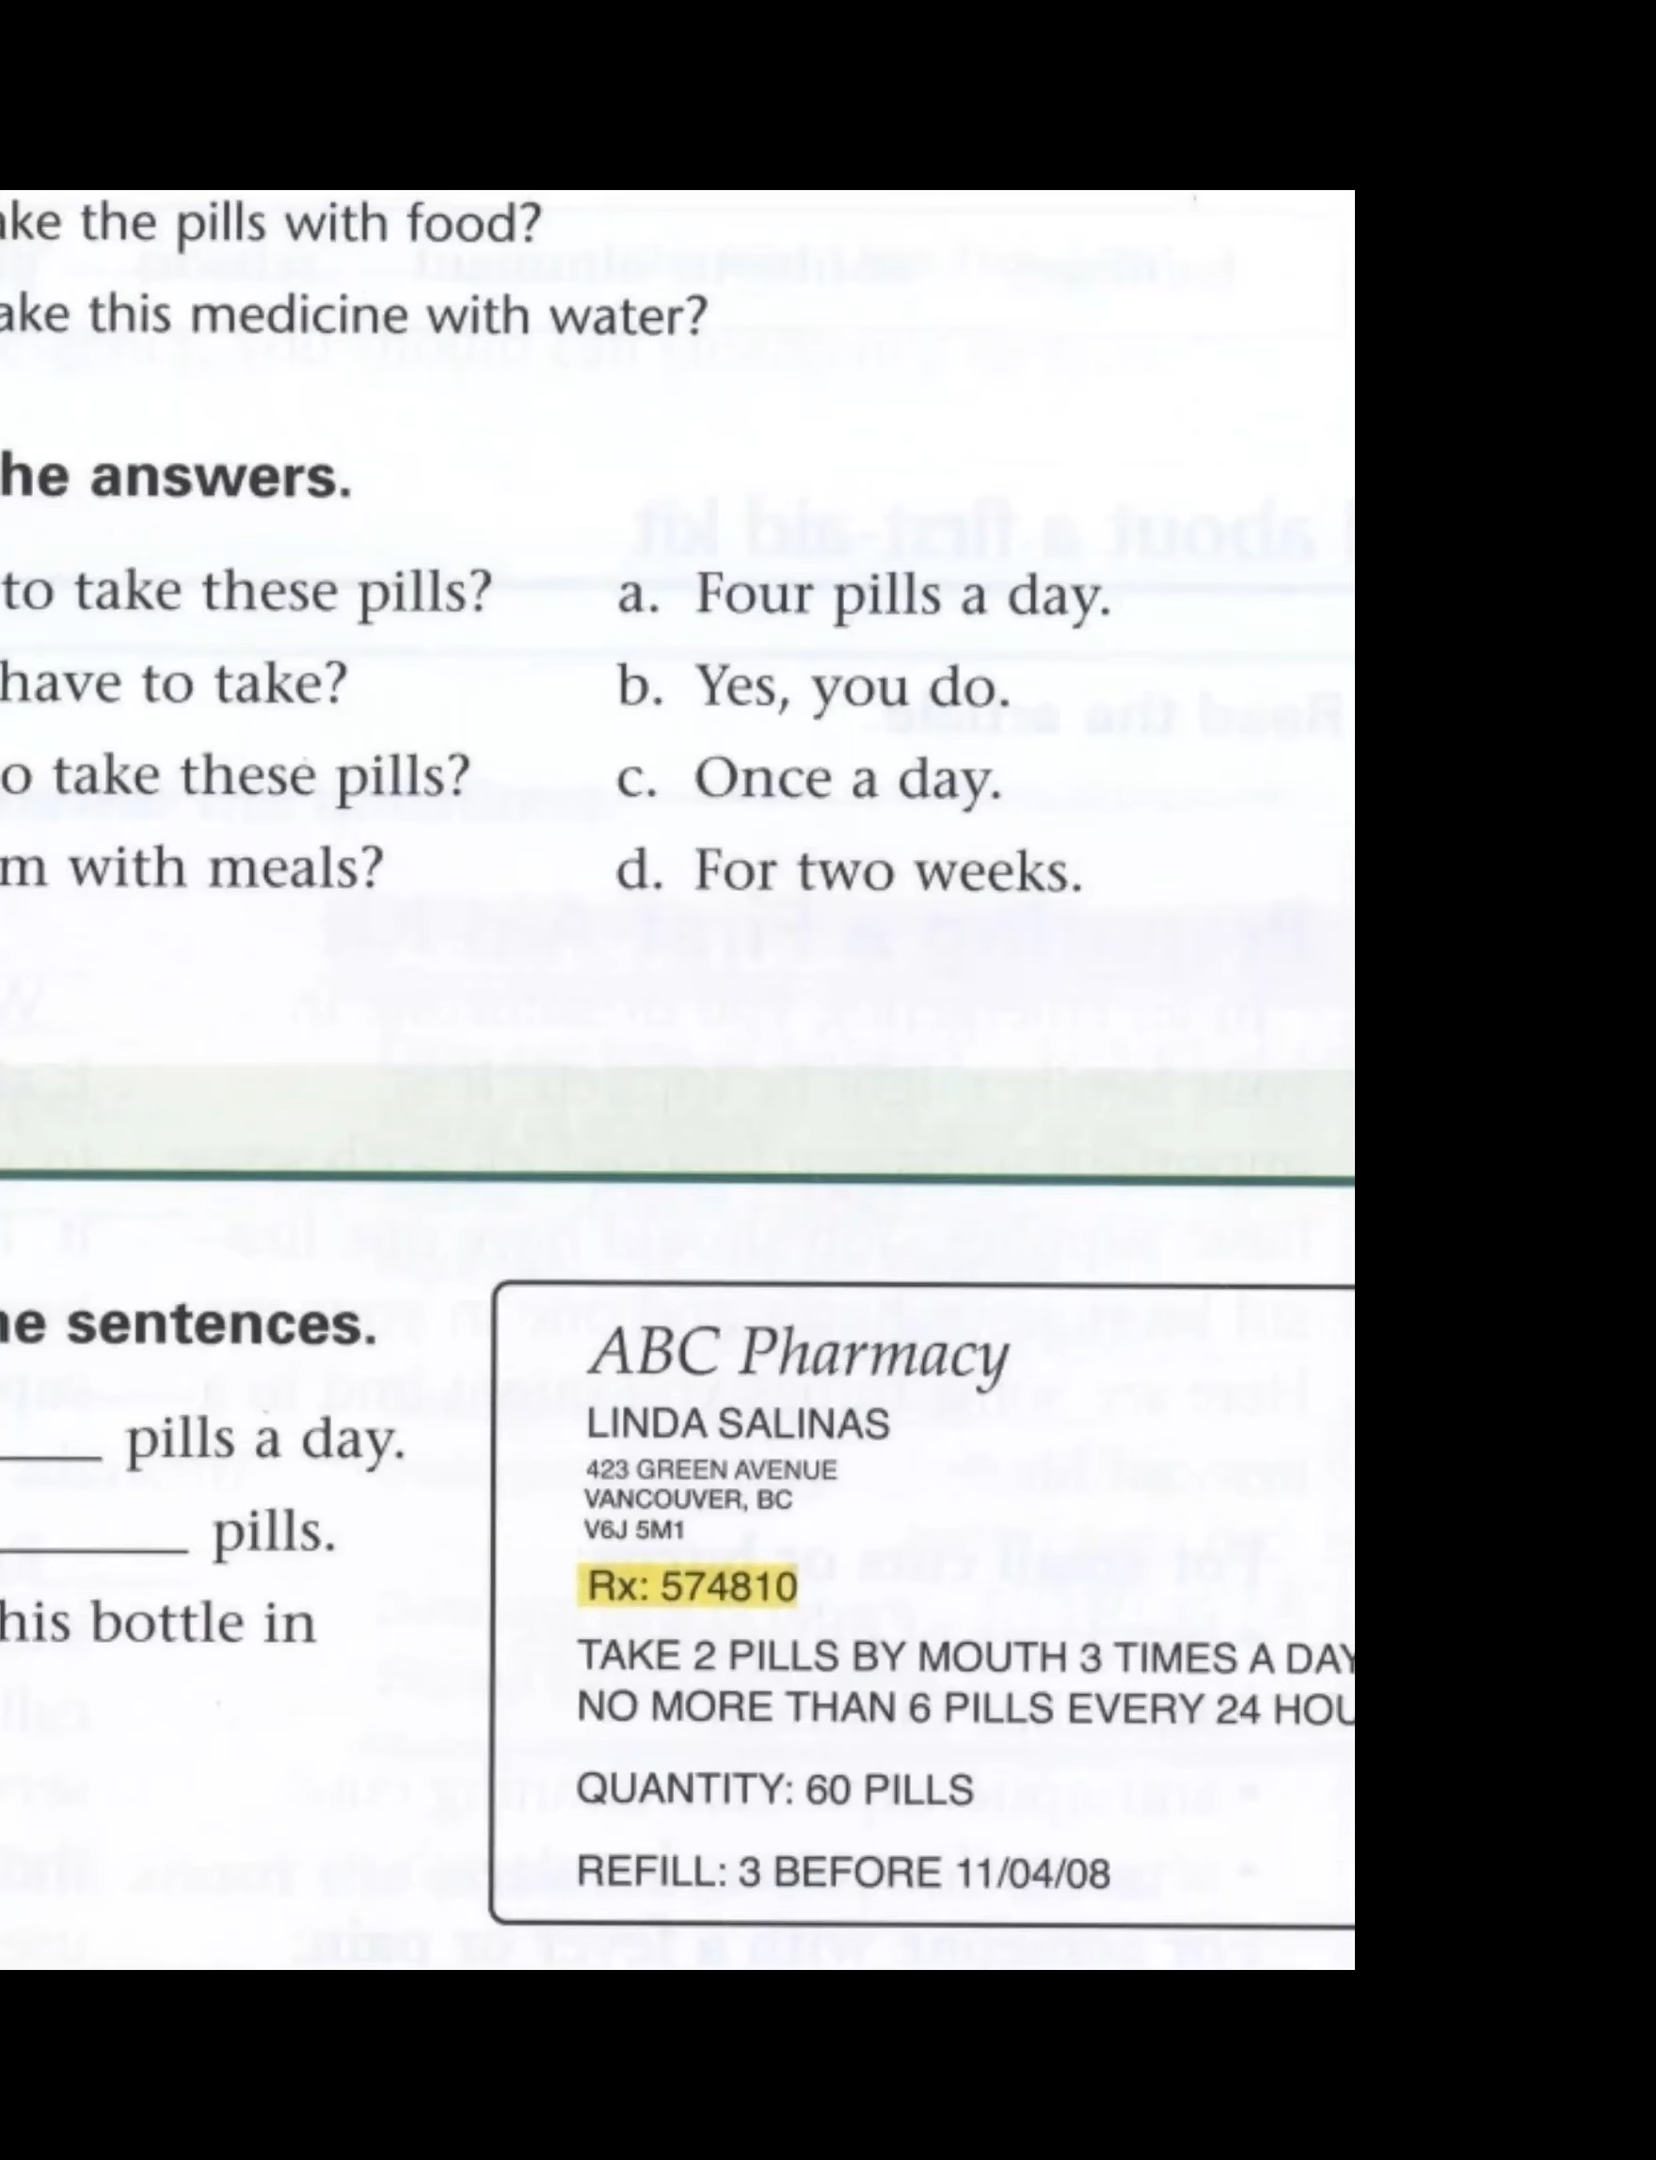 ake the pills with food?
ake this medicine with water?
he answers.
to take these pills? a. Four pills a day.
have to take? b. Yes, you do.
o take these pills? c. Once a day.
m with meals? d. For two weeks.
ne sentences.
pills a day.
pills.
his bottle in
ABC Pharmacy
LINDA SALINAS
423 GREEN AVENUE
VANCOUVER, BC
V6J 5M1
Rx: 574810
TAKE 2 PILLS BY MOUTH 3 TIMES A DAY
NO MORE THAN 6 PILLS EVERY 24 HOU
QUANTITY: 60 PILLS
REFILL: 3 BEFORE 11/04/08